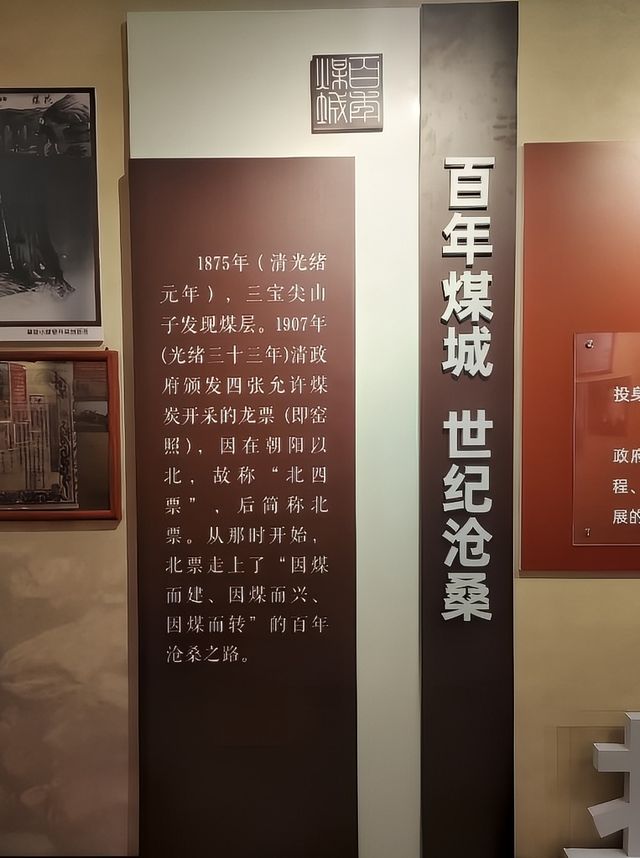 百年煤城
百年煤城 世纪沧桑
1875年（清光绪
元年），三宝尖山
子发现煤层。1907年
(光绪三十三年)清政
府颁发四张允许煤
炭开采的龙票（即窑
照），因在朝阳以
北，故称“北四
票”，后简称北
票。从那时开始，
北票走上了“因煤
而建、因煤而兴、
因煤而转”的百年
沧桑之路。
投身
政府
程、
展的